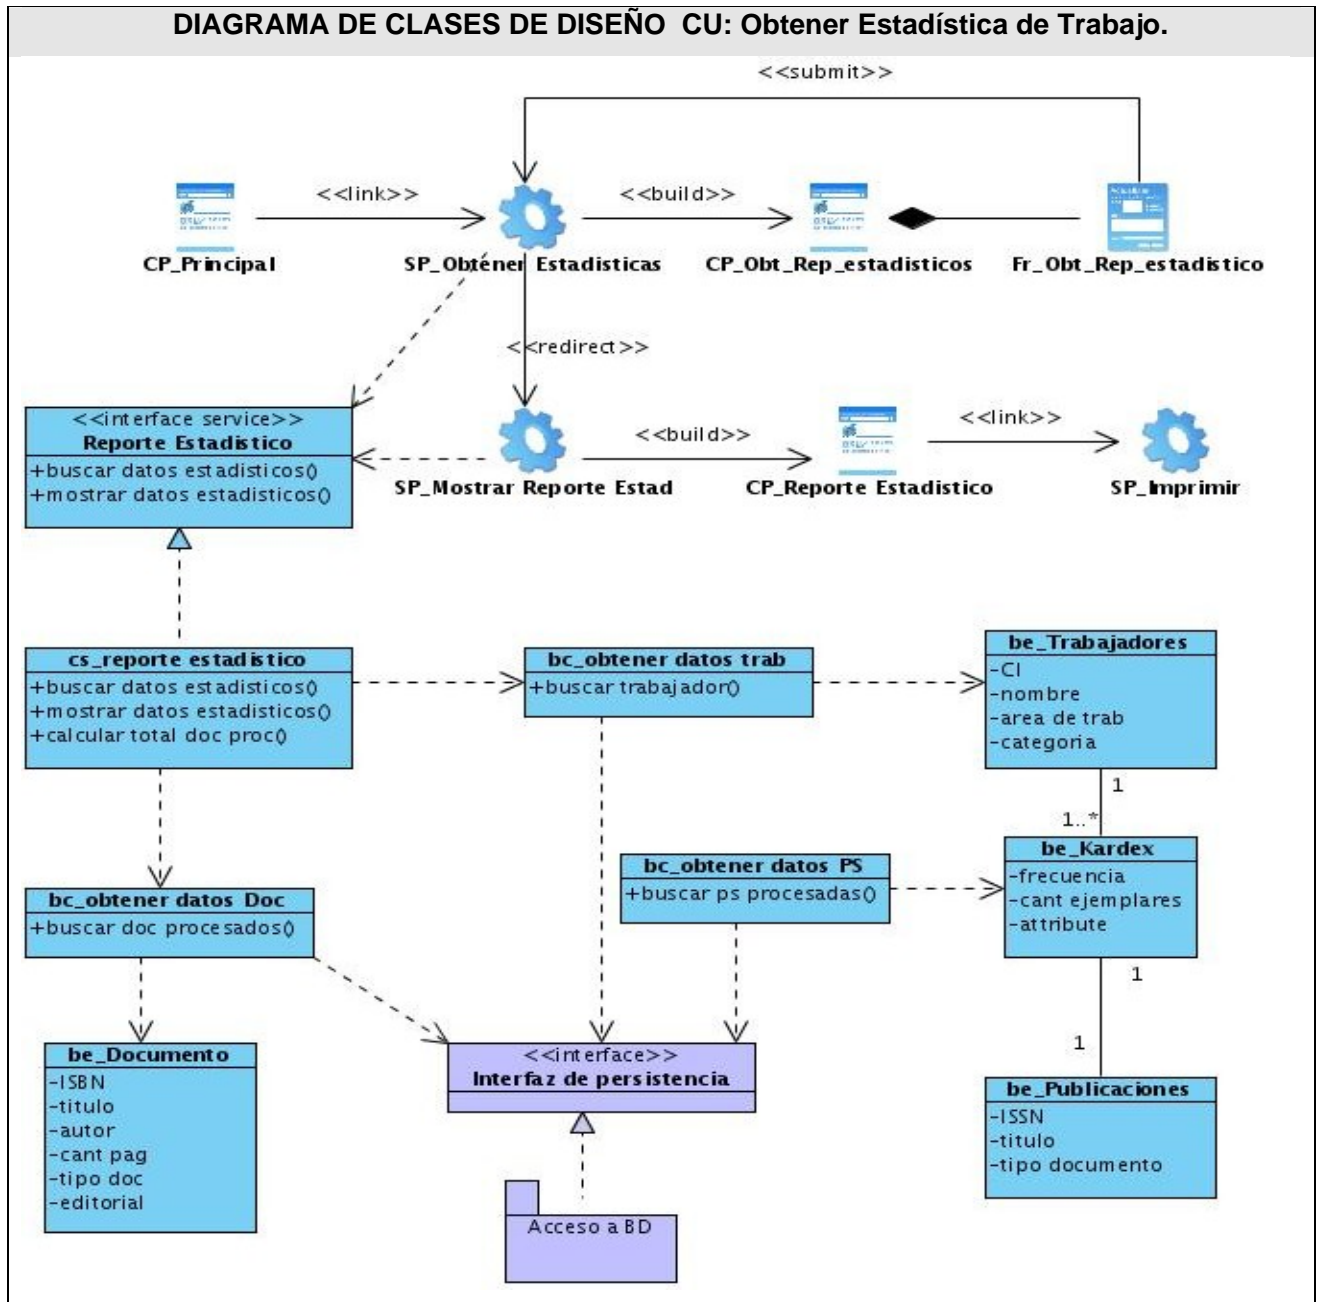 DIAGRAMA DE CLASES DE DISEÑO CU: Obtener Estadística de Trabajo.
<<submit>>
<<link>>
<<build>>
CP_Principal
SP_Obtener Estadisticas
CP_Obt_Rep_estadisticos
Fr_Obt_Rep_estadistico
<<redirect>>
<<interface service>>
Reporte Estadistico
+buscar datos estadisticos()
+mostrar datos estadisticos()
<<build>>
<<link>>
SP_Mostrar Reporte Estad
CP_Reporte Estadistico
SP_Imprimir
cs_reporte estadistico
+buscar datos estadisticos()
+mostrar datos estadisticos()
+calcular total doc proc()
bc_obtener datos trab
+buscar trabajador()
be_Trabajadores
-CI
-nombre
-area de trab
-categoria
1
1..*
bc_obtener datos Doc
+buscar doc procesados()
bc_obtener datos PS
+buscar ps procesadas()
be_Kardex
-frecuencia
-cant ejemplares
-attribute
1
1
be_Documento
-ISBN
-titulo
-autor
-cant pag
-tipo doc
-editorial
<<interface>>
Interfaz de persistencia
be_Publicaciones
-ISSN
-titulo
-tipo documento
Acceso a BD